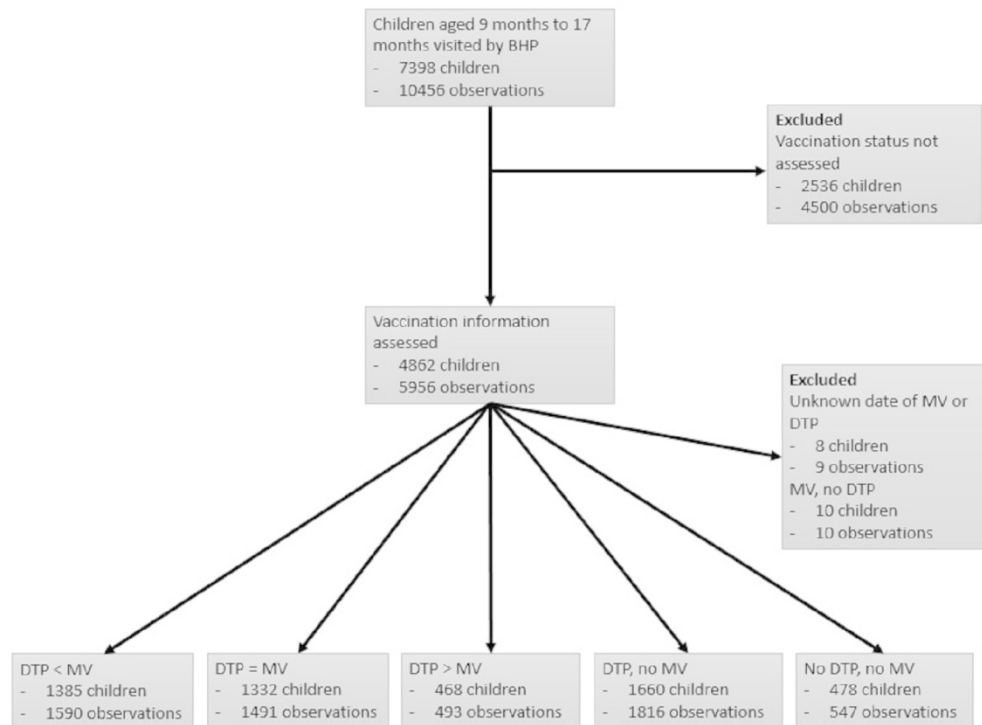 Children aged 9 months to 17
months visited by BHP
- 7398 children
- 10456 observations
Excluded
Vaccination status not
assessed
- 2536 children
- 4500 observations
Vaccination information
assessed
- 4862 children
- 5956 observations
Excluded
Unknown date of MV or
DTP
- 8 children
- 9 observations
MV, no DTP
- 10 children
- 10 observations
DTP < MV
- 1385 children
- 1590 observations
DTP = MV
- 1332 children
- 1491 observations
DTP > MV
- 468 children
- 493 observations
DTP, no MV
- 1660 children
- 1816 observations
No DTP, no MV
- 478 children
- 547 observations